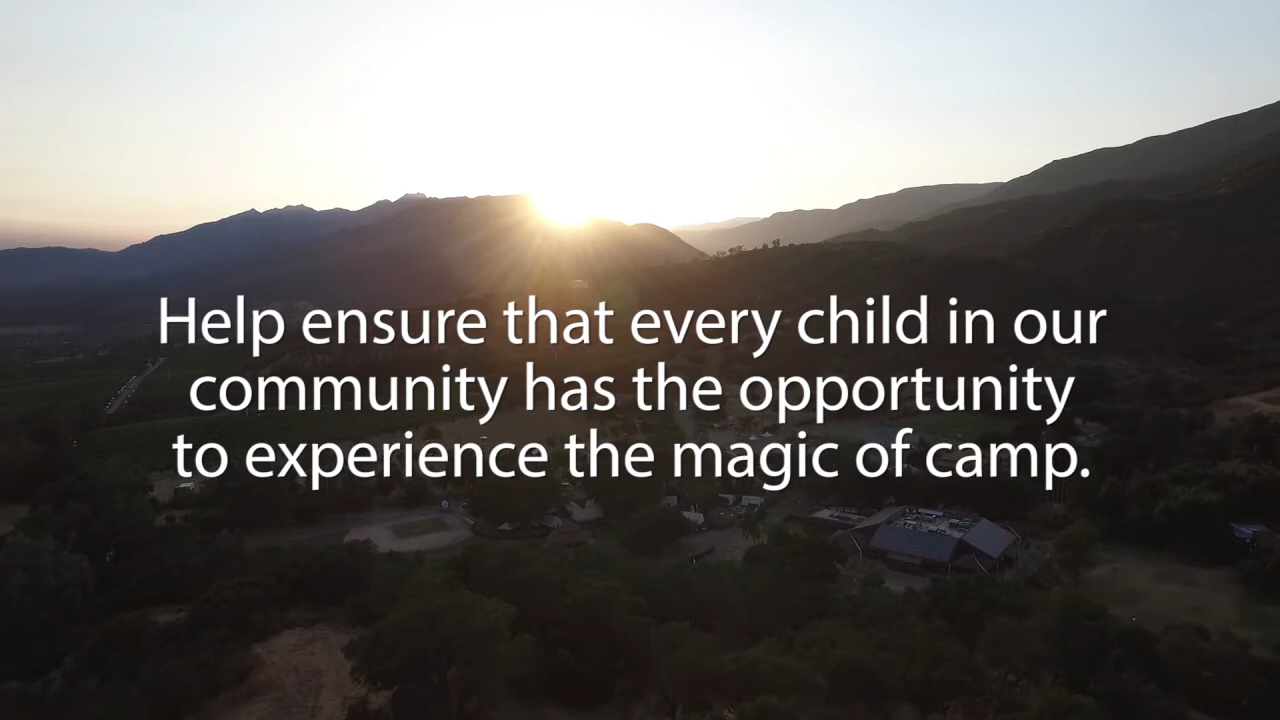 Help ensure that every child in our
community has the opportunity
to experience the magic of camp.